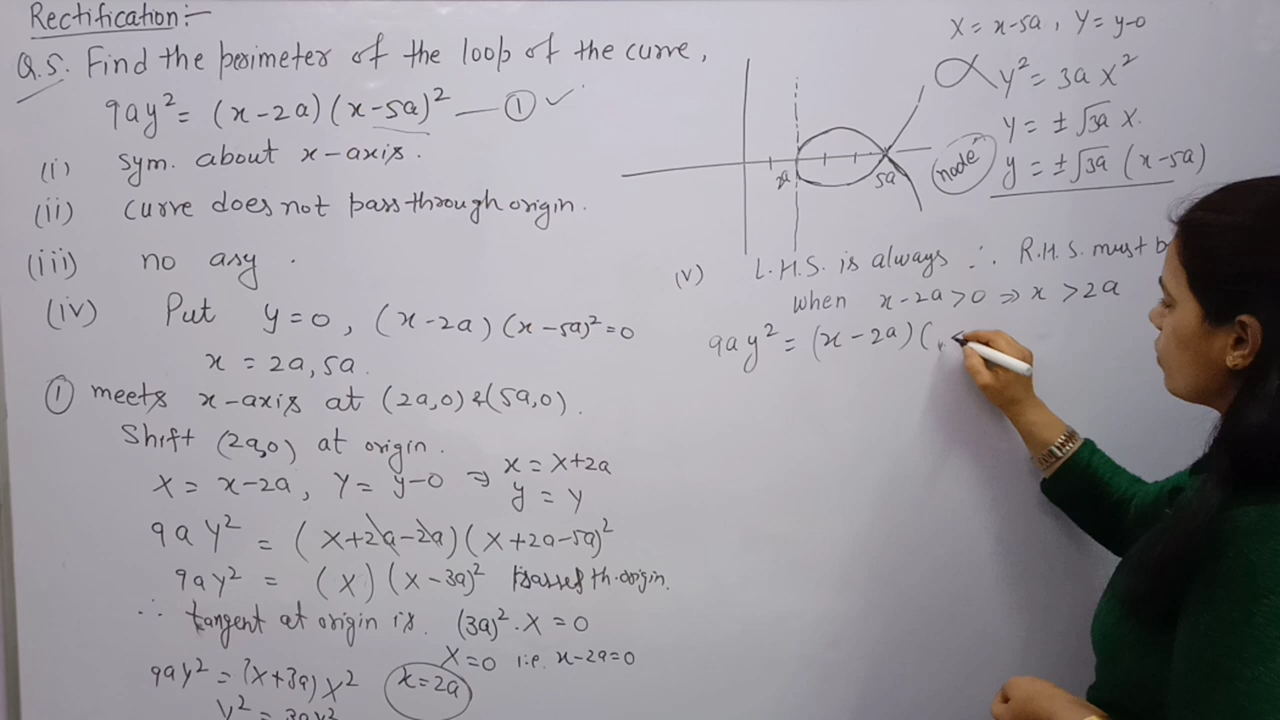 Rectification:-
Q.5. Find the perimeter of the loop of the curve,
9ay² = (x-2a)(x-5a)² — ① ✓
(i) sym. about x-axis.
(ii) curve does not pass through origin.
(iii) no asy.
(iv) Put y=0, (x-2a)(x-5a)²=0
x = 2a, 5a.
① meets x-axis at (2a,0) & (5a,0).
Shift (2a,0) at origin.
X = x-2a, Y = y-0 ⇒ x = X+2a
y = Y
9aY² = (X+2a-2a)(X+2a-5a)²
9aY² = (X)(X-3a)² passes th. origin.
∴ tangent at origin is. (3a)².X = 0
X=0 i.e. x-2a=0
x=2a
9aY² = (X+3a)X²
X = x-5a, Y = y-0
Y² = 3a X²
Y = ±√3a X.
node
y = ±√3a (x-5a)
2a
5a
(v) L.H.S. is always ∴ R.H.S. must b
when x-2a>0 ⇒ x>2a
9ay² = (x-2a)(